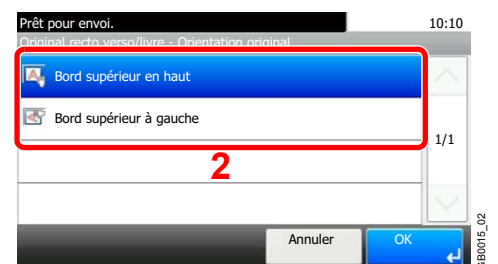 Prêt pour envoi. 10:10
Original recto verso/livre - Orientation original
Bord supérieur en haut
Bord supérieur à gauche
1/1
2
Annuler OK
GB0015_02